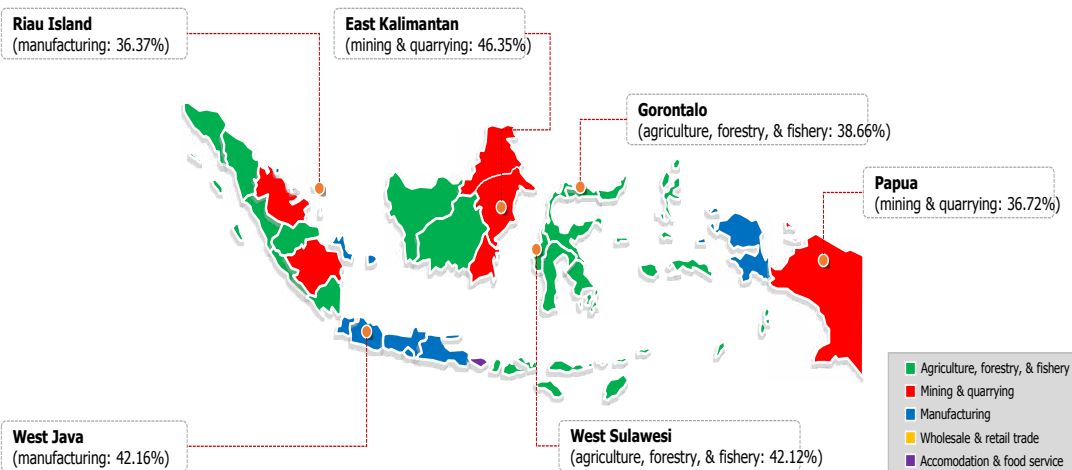 Riau Island
(manufacturing: 36.37%)
East Kalimantan
(mining & quarrying: 46.35%)
Gorontalo
(agriculture, forestry, & fishery: 38.66%)
Papua
(mining & quarrying: 36.72%)
West Java
(manufacturing: 42.16%)
West Sulawesi
(agriculture, forestry, & fishery: 42.12%)
Agriculture, forestry, & fishery
Mining & quarrying
Manufacturing
Wholesale & retail trade
Accomodation & food service